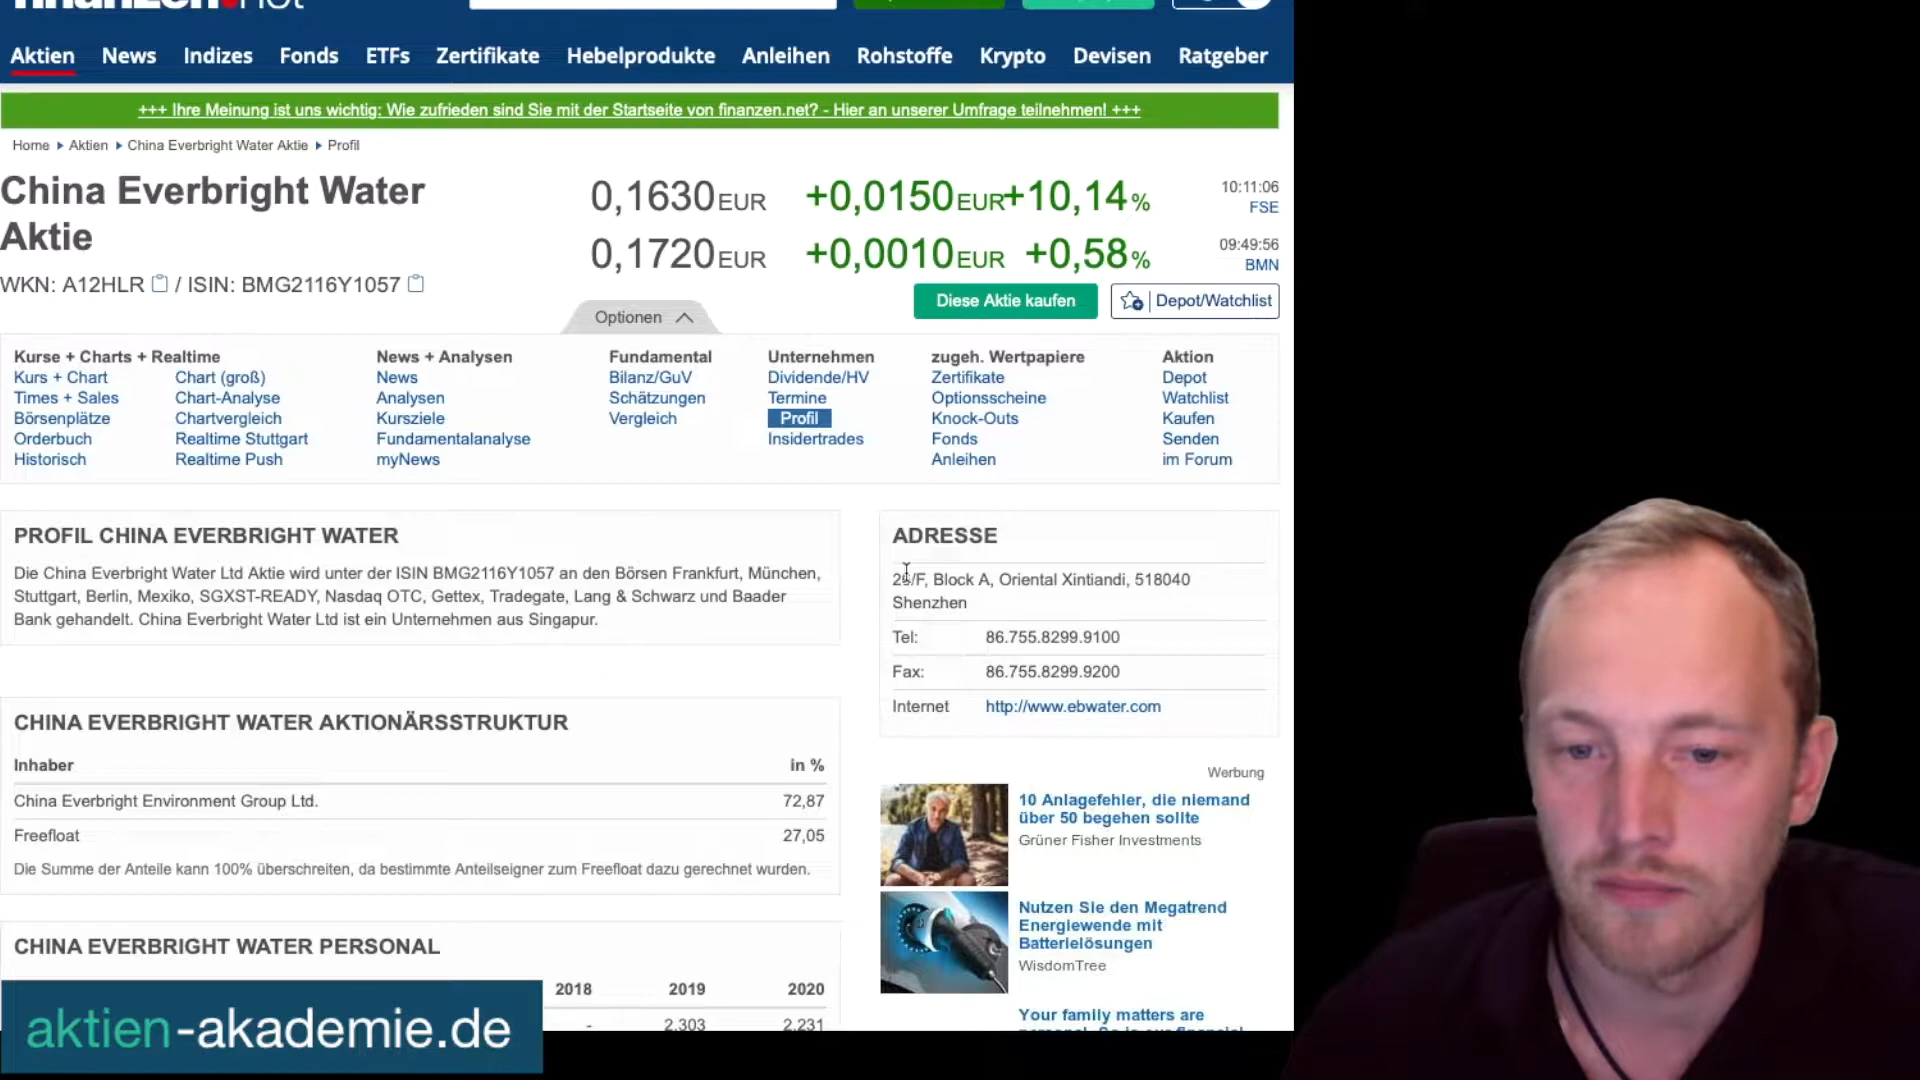 finanzen.net
Aktien News Indizes Fonds ETFs Zertifikate Hebelprodukte Anleihen Rohstoffe Krypto Devisen Ratgeber
+++ Ihre Meinung ist uns wichtig: Wie zufrieden sind Sie mit der Startseite von finanzen.net? - Hier an unserer Umfrage teilnehmen! +++
Home Aktien China Everbright Water Aktie Profil
China Everbright Water
Aktie
WKN: A12HLR / ISIN: BMG2116Y1057
0,1630 EUR +0,0150 EUR +10,14 % 10:11:06
FSE
0,1720 EUR +0,0010 EUR +0,58 % 09:49:56
BMN
Diese Aktie kaufen Depot/Watchlist
Optionen
Kurse + Charts + Realtime News + Analysen Fundamental Unternehmen zugeh. Wertpapiere Aktion
Kurs + Chart Chart (groß) News Bilanz/GuV Dividende/HV Zertifikate Depot
Times + Sales Chart-Analyse Analysen Schätzungen Termine Optionsscheine Watchlist
Börsenplätze Chartvergleich Kursziele Vergleich Profil Knock-Outs Kaufen
Orderbuch Realtime Stuttgart Fundamentalanalyse Insidertrades Fonds Senden
Historisch Realtime Push myNews Anleihen im Forum
PROFIL CHINA EVERBRIGHT WATER
Die China Everbright Water Ltd Aktie wird unter der ISIN BMG2116Y1057 an den Börsen Frankfurt, München,
Stuttgart, Berlin, Mexiko, SGXST-READY, Nasdaq OTC, Gettex, Tradegate, Lang & Schwarz und Baader
Bank gehandelt. China Everbright Water Ltd ist ein Unternehmen aus Singapur.
CHINA EVERBRIGHT WATER AKTIONÄRSSTRUKTUR
Inhaber in %
China Everbright Environment Group Ltd. 72,87
Freefloat 27,05
Die Summe der Anteile kann 100% überschreiten, da bestimmte Anteilseigner zum Freefloat dazu gerechnet wurden.
CHINA EVERBRIGHT WATER PERSONAL
2018 2019 2020
- 2.303 2.231
ADRESSE
Block A, Oriental Xintiandi, 518040
Shenzhen
Tel: 86.755.8299.9100
Fax: 86.755.8299.9200
Internet http://www.ebwater.com
Werbung
10 Anlagefehler, die niemand
über 50 begehen sollte
Grüner Fisher Investments
Nutzen Sie den Megatrend
Energiewende mit
Batterielösungen
WisdomTree
Your family matters are
aktien-akademie.de